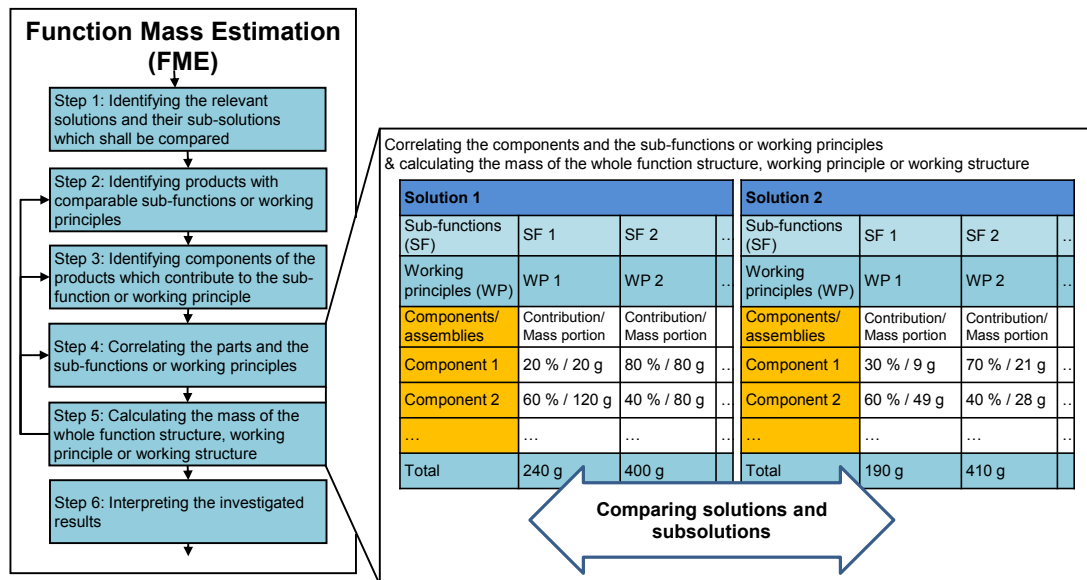 Function Mass Estimation
(FME)
Step 1: Identifying the relevant
solutions and their sub-solutions
which shall be compared
Step 2: Identifying products with
comparable sub-functions or working
principles
Step 3: Identifying components of the
products which contribute to the sub-
function or working principle
Step 4: Correlating the parts and the
sub-functions or working principles
Step 5: Calculating the mass of the
whole function structure, working
principle or working structure
Step 6: Interpreting the investigated
results
Correlating the components and the sub-functions or working principles
& calculating the mass of the whole function structure, working principle or working structure
Solution 1
Sub-functions (SF) SF 1 SF 2 ..
Working principles (WP) WP 1 WP 2 ..
Components/ assemblies Contribution/ Mass portion Contribution/ Mass portion ..
Component 1 20 % / 20 g 80 % / 80 g ..
Component 2 60 % / 120 g 40 % / 80 g ..
… … … ..
Total 240 g 400 g
Solution 2
Sub-functions (SF) SF 1 SF 2 ..
Working principles (WP) WP 1 WP 2 ..
Components/ assemblies Contribution/ Mass portion Contribution/ Mass portion ..
Component 1 30 % / 9 g 70 % / 21 g ..
Component 2 60 % / 49 g 40 % / 28 g ..
… … … ..
Total 190 g 410 g
Comparing solutions and
subsolutions